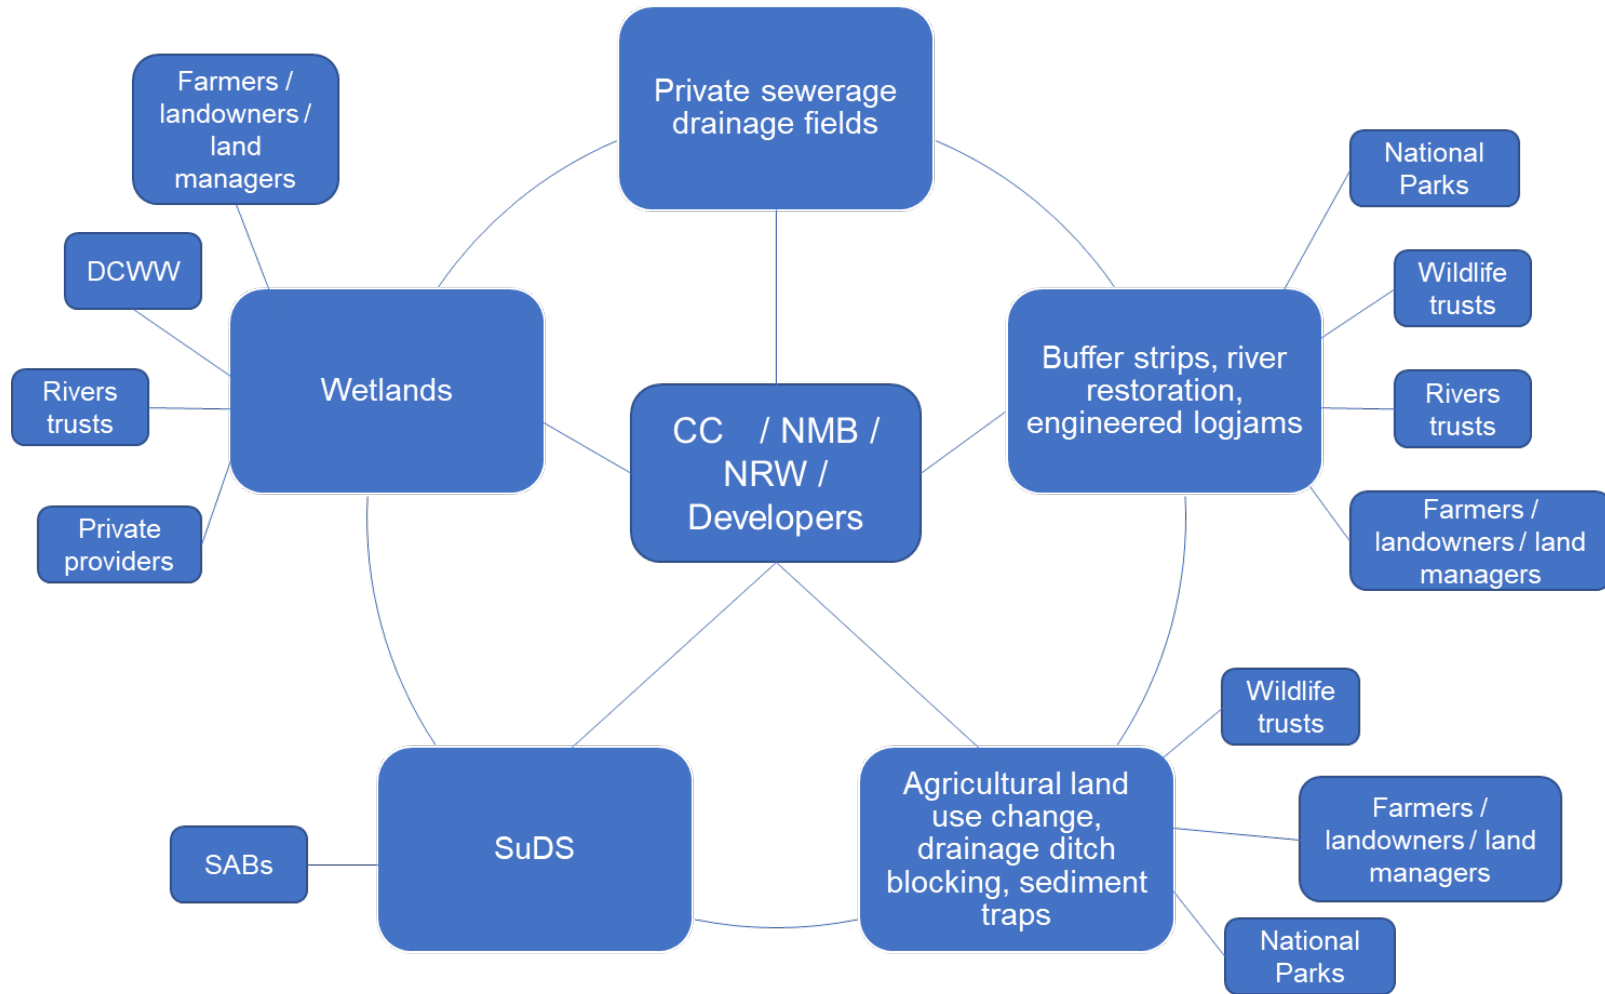 Private sewerage
drainage fields
Farmers /
landowners /
land
managers
DCWW
Rivers
trusts
Private
providers
Wetlands
CC / NMB /
NRW /
Developers
Buffer strips, river
restoration,
engineered logjams
National
Parks
Wildlife
trusts
Rivers
trusts
Farmers /
landowners / land
managers
SABs
SuDS
Agricultural land
use change,
drainage ditch
blocking, sediment
traps
Wildlife
trusts
Farmers /
landowners / land
managers
National
Parks